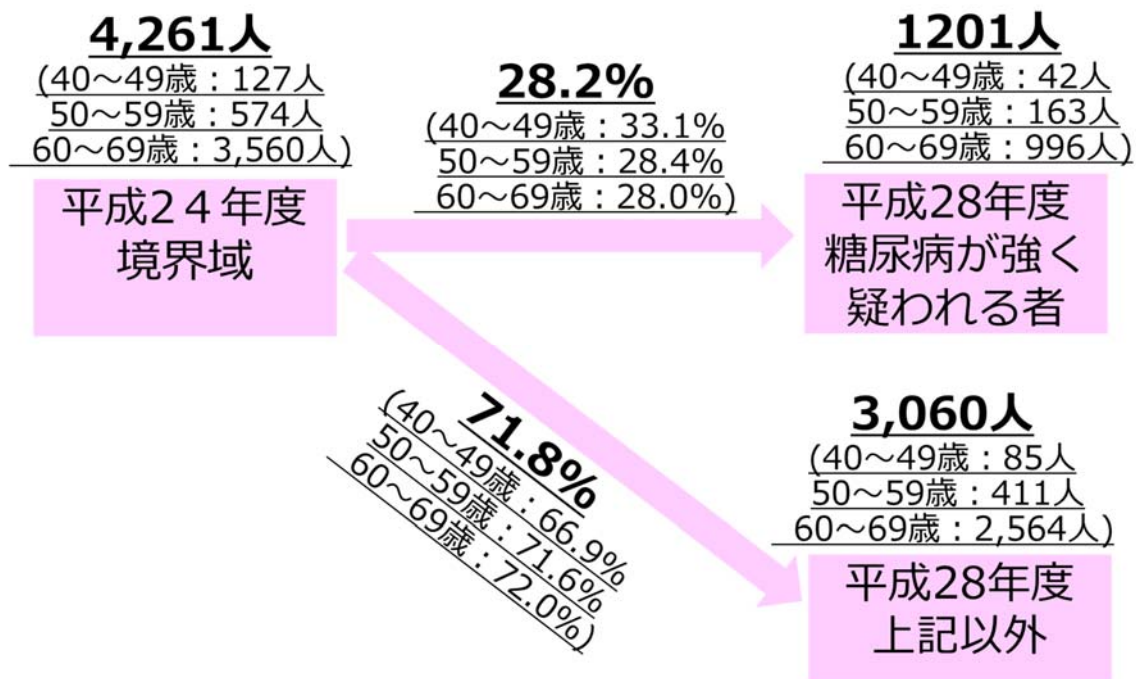 4,261人
(40～49歳：127人
50～59歳：574人
60～69歳：3,560人)
平成２４年度
境界域
28.2%
(40～49歳：33.1%
50～59歳：28.4%
60～69歳：28.0%)
1201人
(40～49歳：42人
50～59歳：163人
60～69歳：996人)
平成28年度
糖尿病が強く
疑われる者
71.8%
(40～49歳：66.9%
50～59歳：71.6%
60～69歳：72.0%)
3,060人
(40～49歳：85人
50～59歳：411人
60～69歳：2,564人)
平成28年度
上記以外